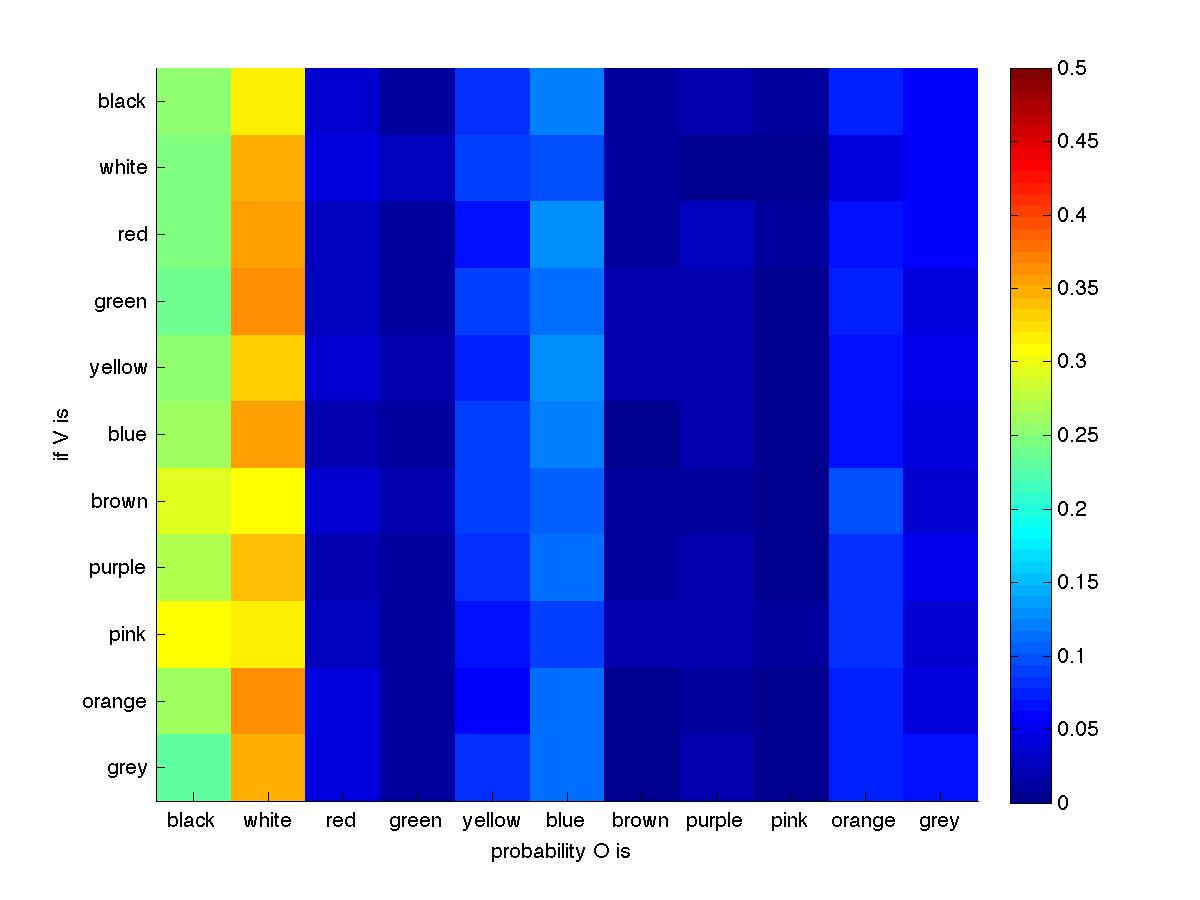 black
white
red
green
yellow
blue
brown
purple
pink
orange
grey
if V is
black white red green yellow blue brown purple pink orange grey
probability O is
0.5
0.45
0.4
0.35
0.3
0.25
0.2
0.15
0.1
0.05
0